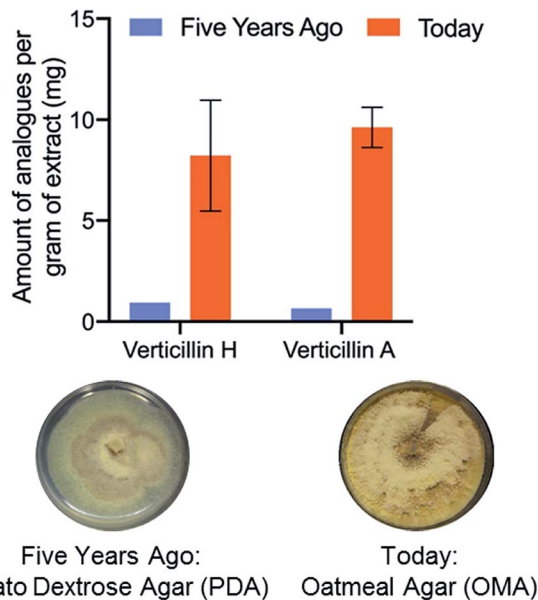 Five Years Ago
Today
Amount of analogues per
gram of extract (mg)
15
10
5
0
Verticillin H
Verticillin A
Five Years Ago:
ato Dextrose Agar (PDA)
Today:
Oatmeal Agar (OMA)